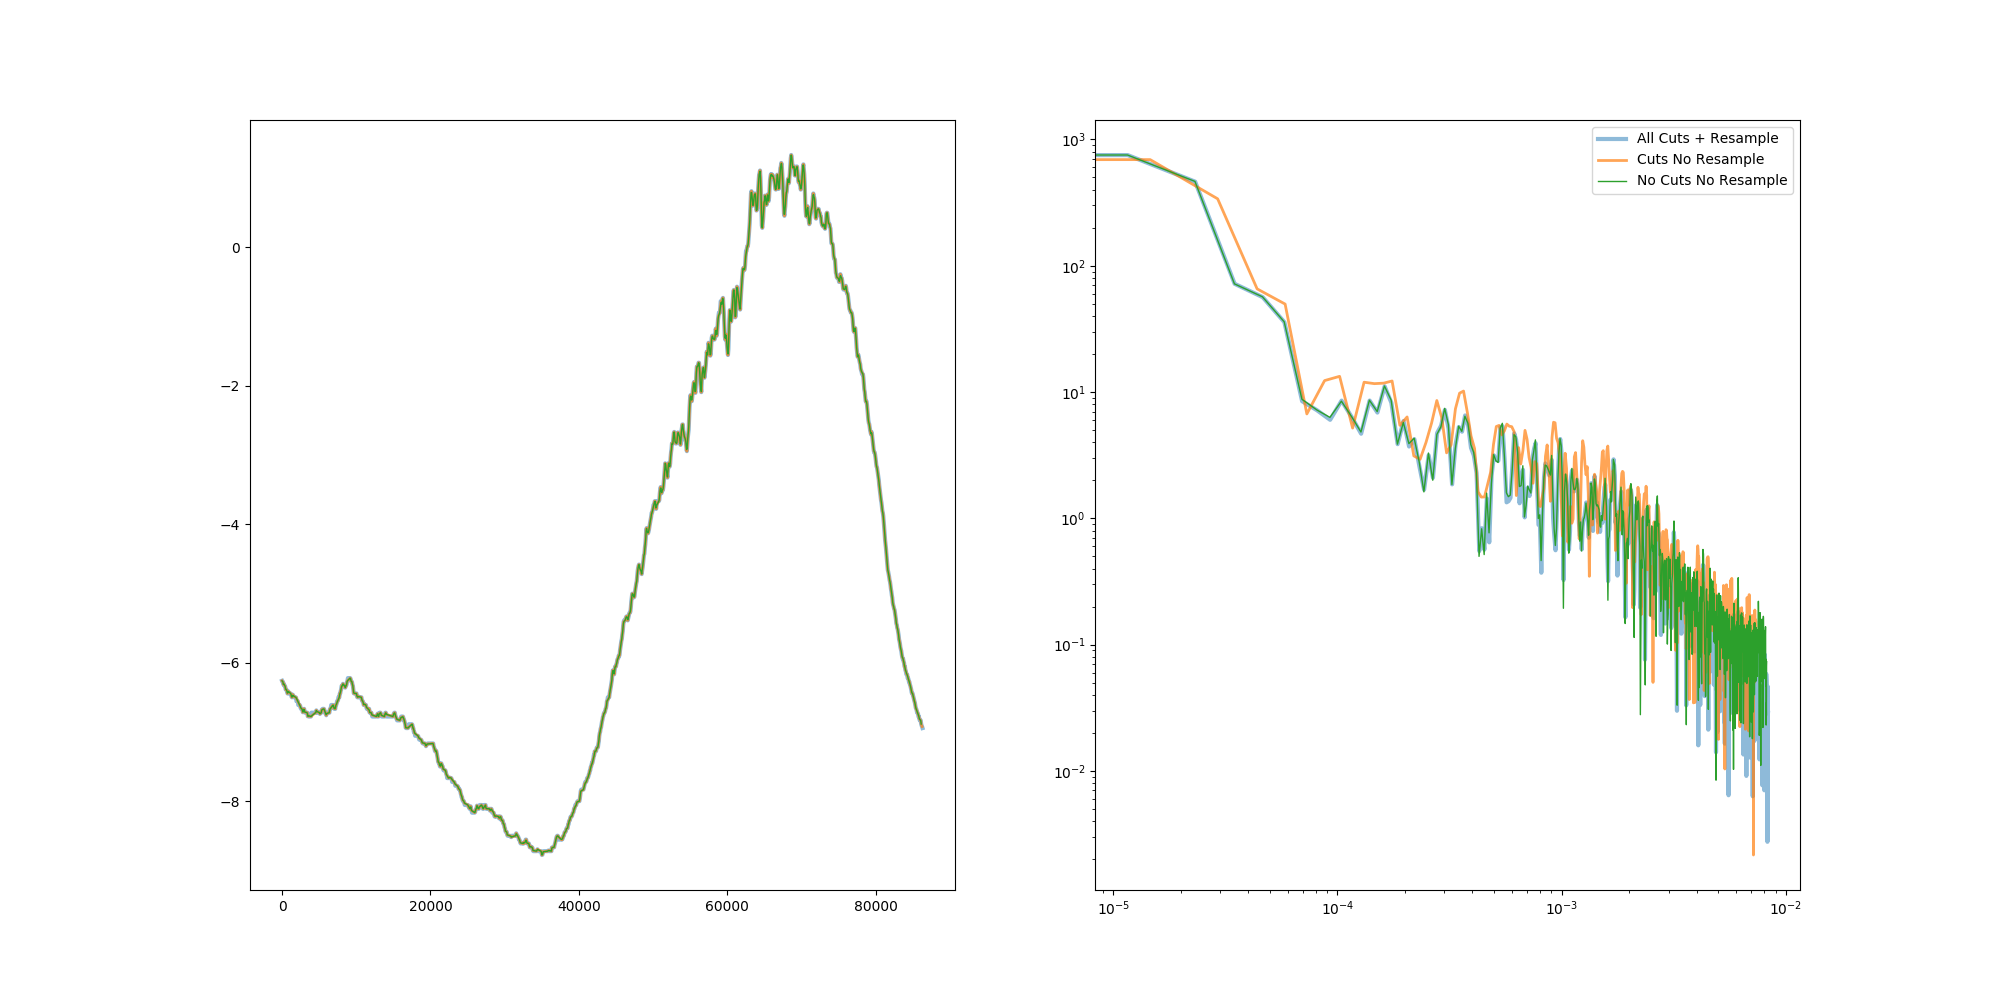 0
−2
−4
−6
−8
0 20000 40000 60000 80000
10³
10²
10¹
10⁰
10⁻¹
10⁻²
10⁻⁵ 10⁻⁴ 10⁻³ 10⁻²
All Cuts + Resample
Cuts No Resample
No Cuts No Resample